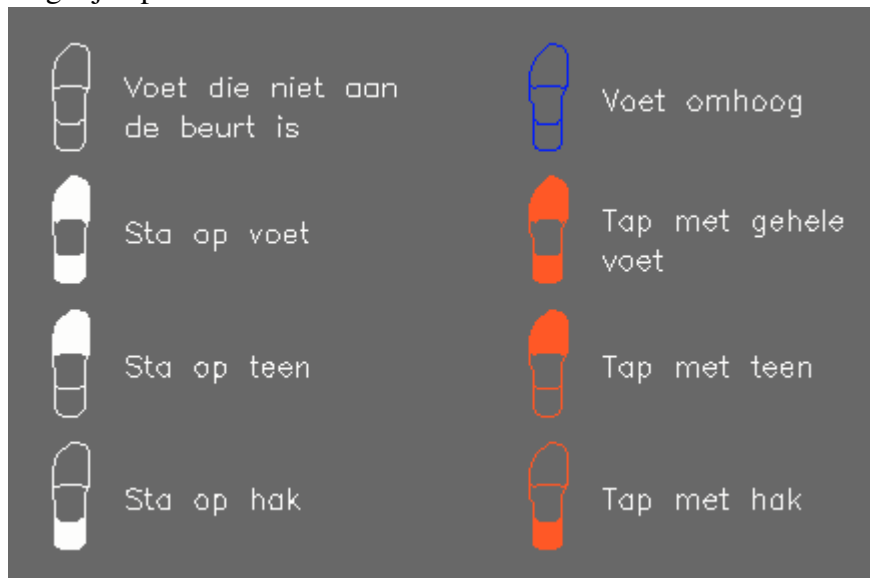 Voet die niet aan
de beurt is
Voet omhoog
Sta op voet
Tap met gehele
voet
Sta op teen
Tap met teen
Sta op hak
Tap met hak